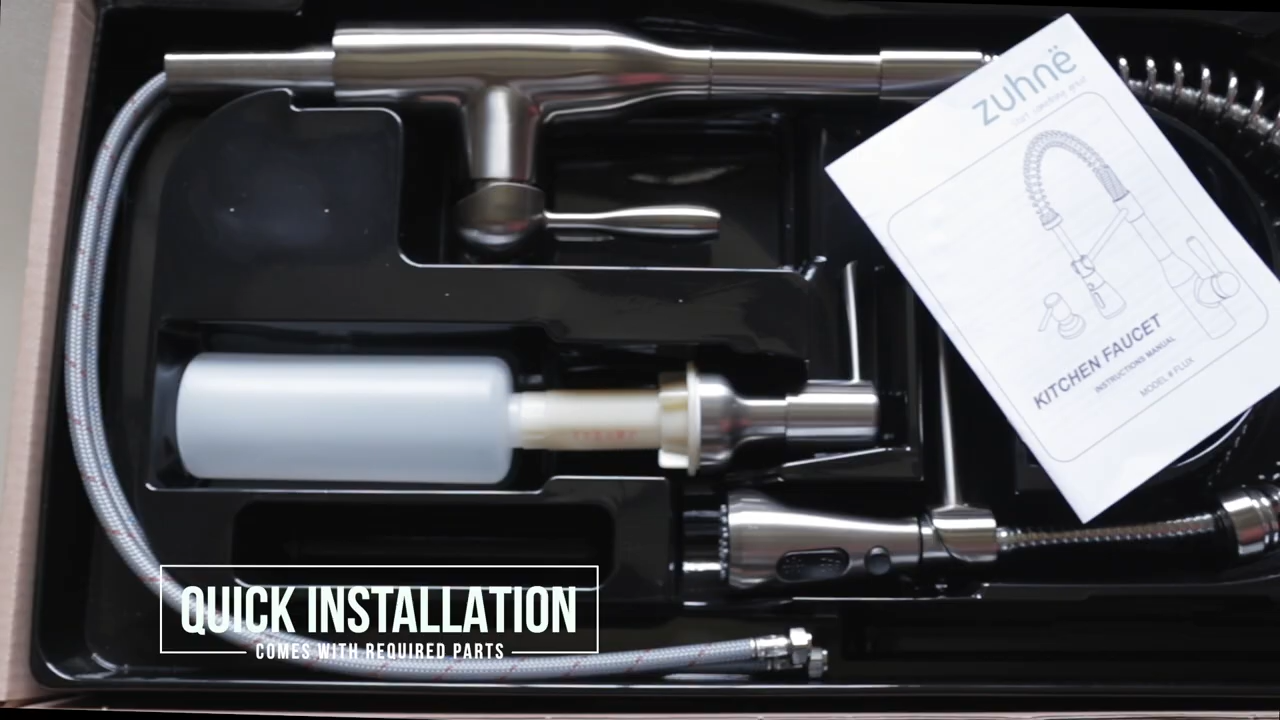 zuhnë
KITCHEN FAUCET
INSTRUCTIONS MANUAL
MODEL # FLUX
QUICK INSTALLATION
COMES WITH REQUIRED PARTS